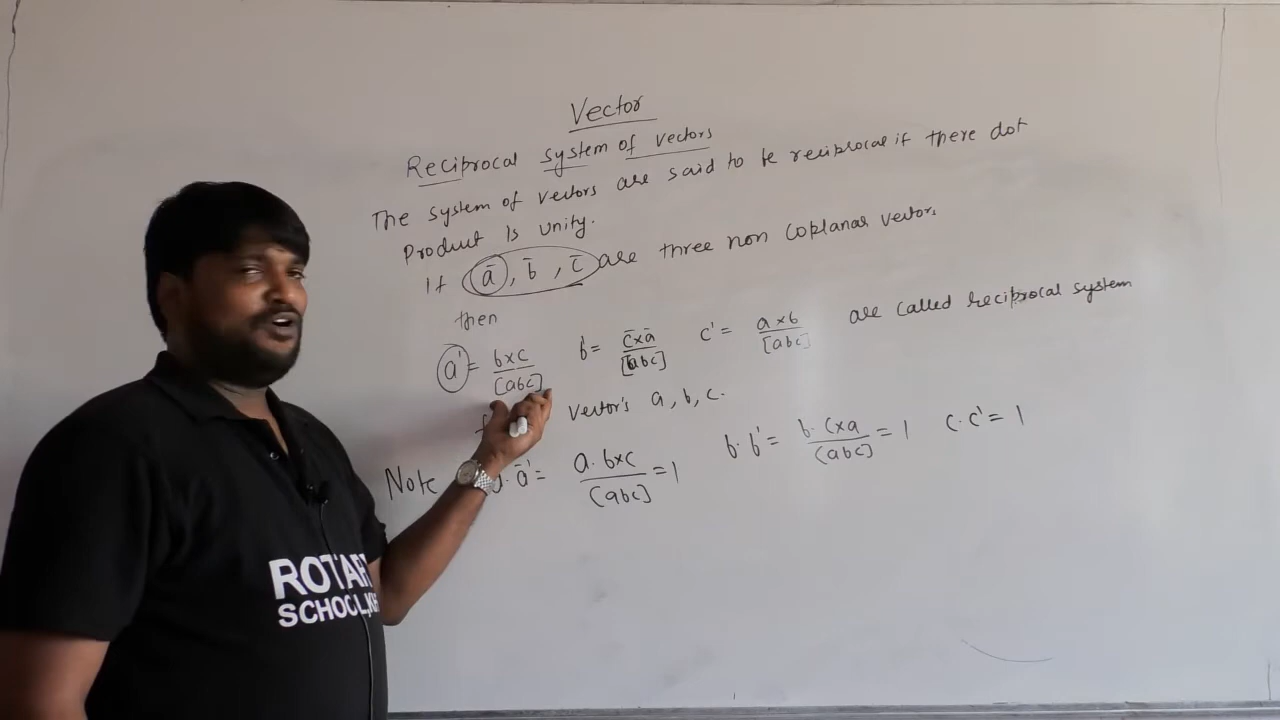 Vector
Reciprocal system of vectors
The system of vectors are said to be reciprocal if there dot
Product is unity.
If ā, b̄, c̄ are three non coplanar vectors
then
a' = b×c/[abc] b' = c̄×ā/[abc] c' = a×b/[abc] are called reciprocal system
vector's a, b, c.
Note . ā' = a. b×c/[abc] = 1 b. b' = b. c×a/[abc] = 1 c. c' = 1
SCHOOL,